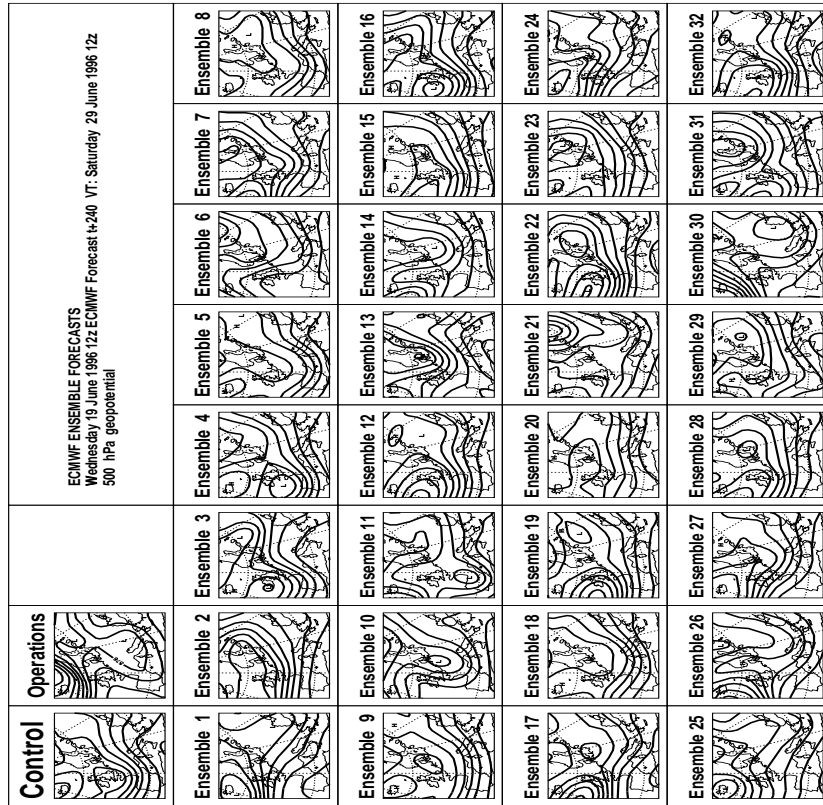 ECMWF ENSEMBLE FORECASTS
Wednesday 19 June 1996 12z ECMWF Forecast t+240 VT: Saturday 29 June 1996 12z
500 hPa geopotential
Control
Operations
Ensemble 1
Ensemble 2
Ensemble 3
Ensemble 4
Ensemble 5
Ensemble 6
Ensemble 7
Ensemble 8
Ensemble 9
Ensemble 10
Ensemble 11
Ensemble 12
Ensemble 13
Ensemble 14
Ensemble 15
Ensemble 16
Ensemble 17
Ensemble 18
Ensemble 19
Ensemble 20
Ensemble 21
Ensemble 22
Ensemble 23
Ensemble 24
Ensemble 25
Ensemble 26
Ensemble 27
Ensemble 28
Ensemble 29
Ensemble 30
Ensemble 31
Ensemble 32